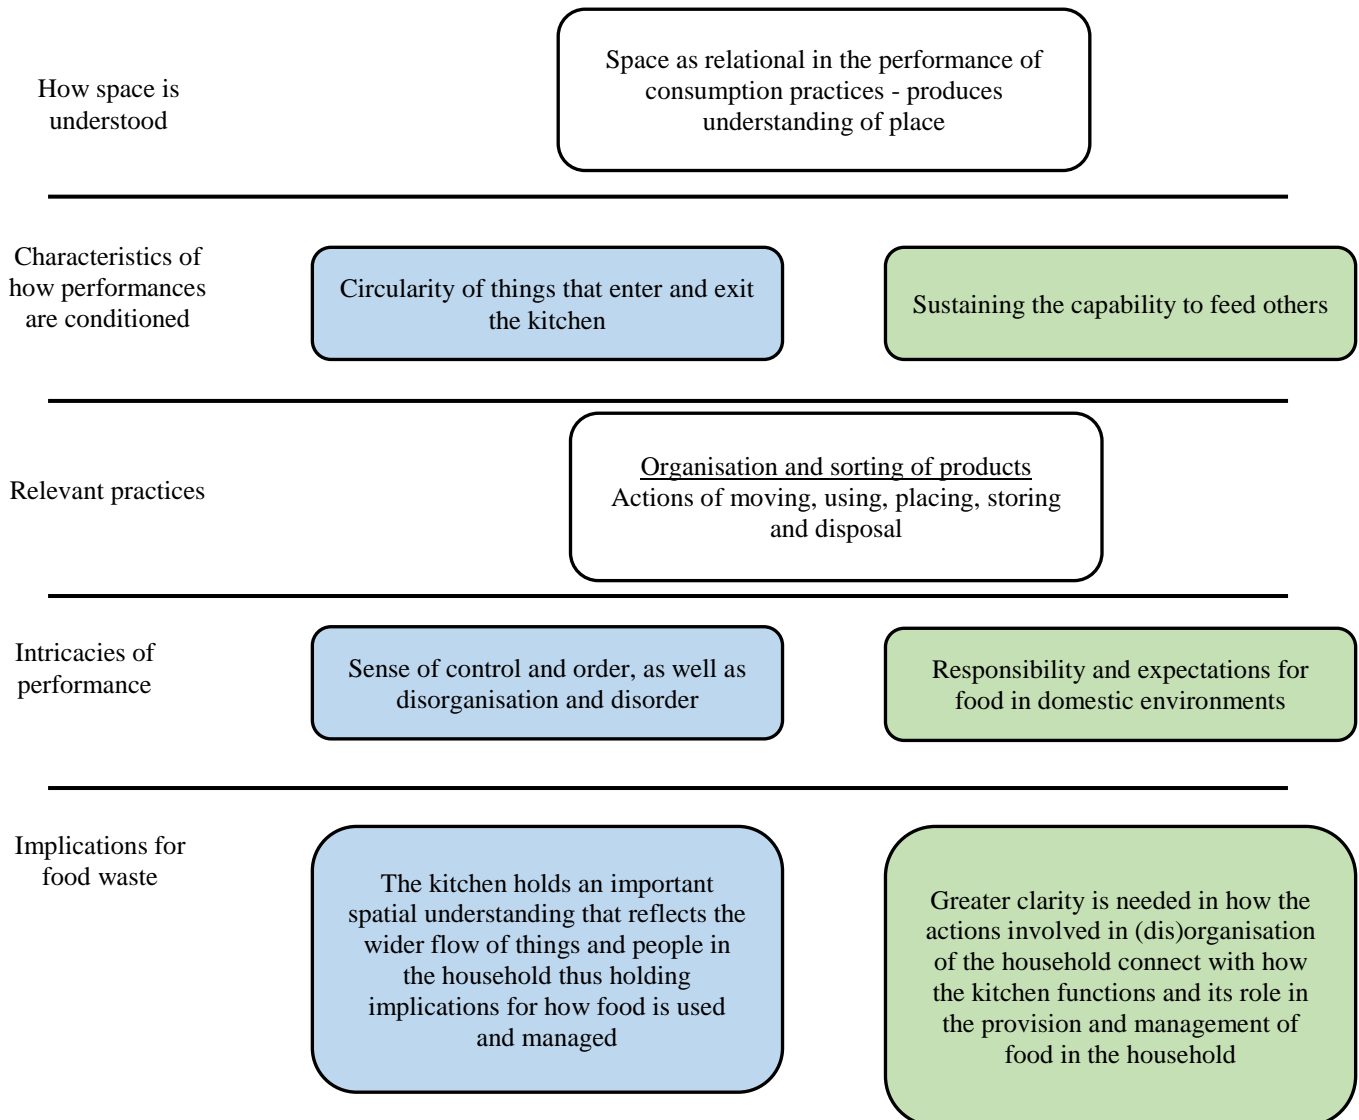 How space is
understood
Space as relational in the performance of
consumption practices - produces
understanding of place
Characteristics of
how performances
are conditioned
Circularity of things that enter and exit
the kitchen
Sustaining the capability to feed others
Relevant practices
Organisation and sorting of products
Actions of moving, using, placing, storing
and disposal
Intricacies of
performance
Sense of control and order, as well as
disorganisation and disorder
Responsibility and expectations for
food in domestic environments
Implications for
food waste
The kitchen holds an important
spatial understanding that reflects the
wider flow of things and people in
the household thus holding
implications for how food is used
and managed
Greater clarity is needed in how the
actions involved in (dis)organisation
of the household connect with how
the kitchen functions and its role in
the provision and management of
food in the household